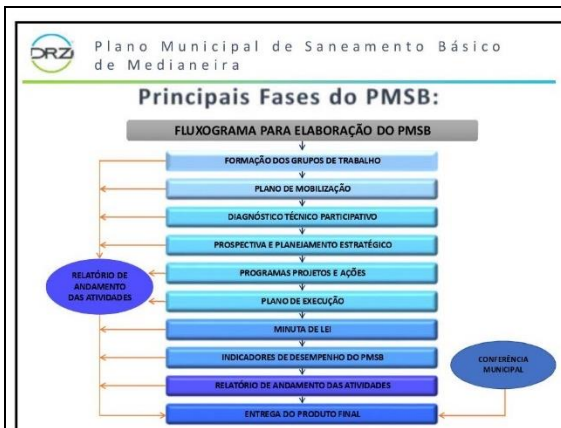 DRZ
Plano Municipal de Saneamento Básico
de Medianeira
Principais Fases do PMSB:
FLUXOGRAMA PARA ELABORAÇÃO DO PMSB
FORMAÇÃO DOS GRUPOS DE TRABALHO
PLANO DE MOBILIZAÇÃO
DIAGNÓSTICO TÉCNICO PARTICIPATIVO
PROSPECTIVA E PLANEJAMENTO ESTRATÉGICO
PROGRAMAS PROJETOS E AÇÕES
PLANO DE EXECUÇÃO
MINUTA DE LEI
INDICADORES DE DESEMPENHO DO PMSB
RELATÓRIO DE ANDAMENTO DAS ATIVIDADES
ENTREGA DO PRODUTO FINAL
RELATÓRIO DE
ANDAMENTO
DAS ATIVIDADES
CONFERÊNCIA
MUNICIPAL